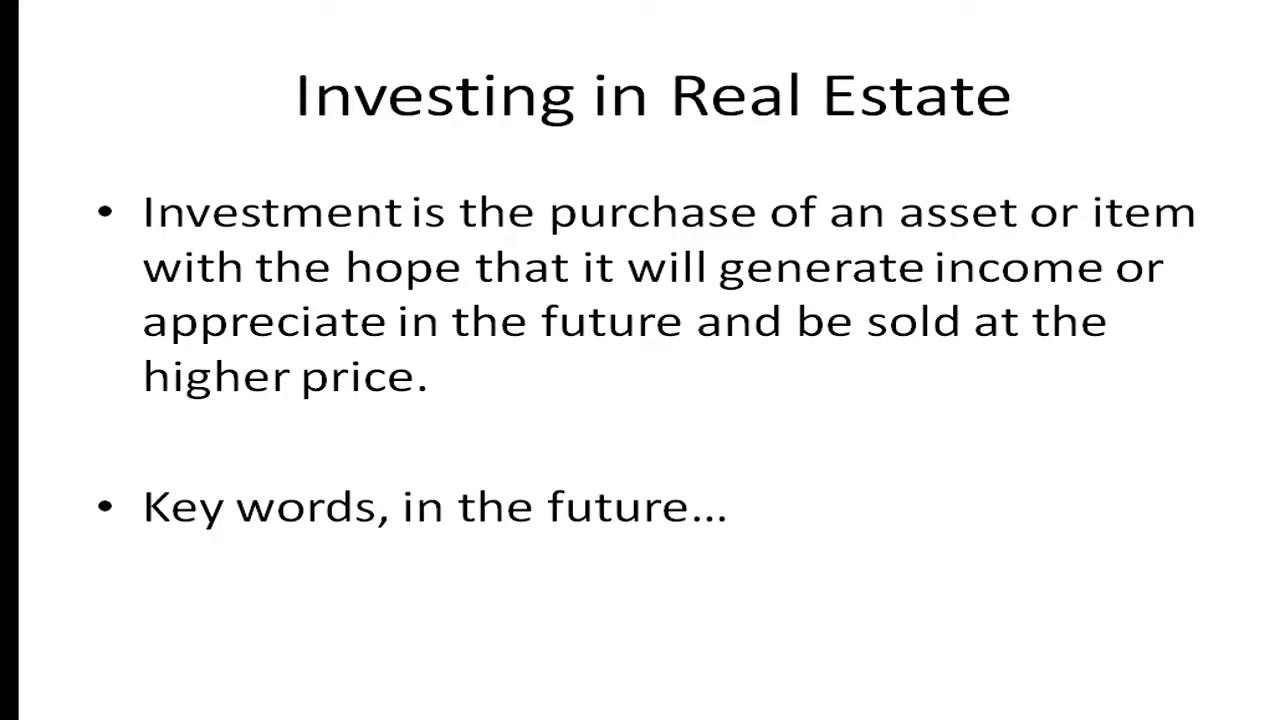 Investing in Real Estate
• Investment is the purchase of an asset or item
with the hope that it will generate income or
appreciate in the future and be sold at the
higher price.
• Key words, in the future...